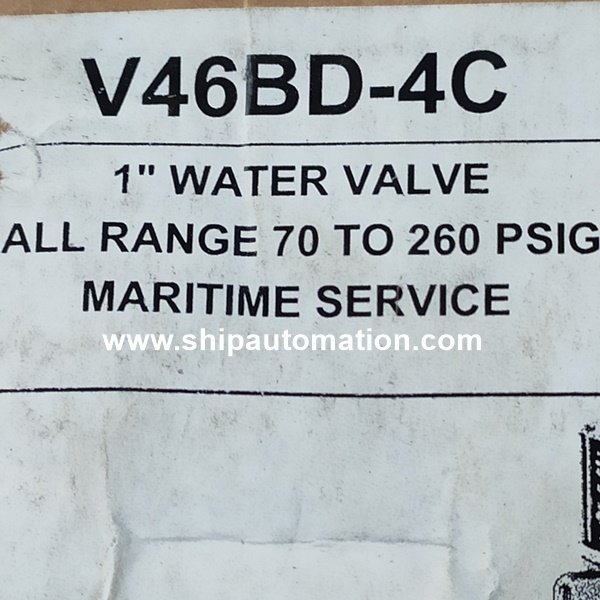 V46BD-4C
1" WATER VALVE
ALL RANGE 70 TO 260 PSIG
MARITIME SERVICE
www.shipautomation.com